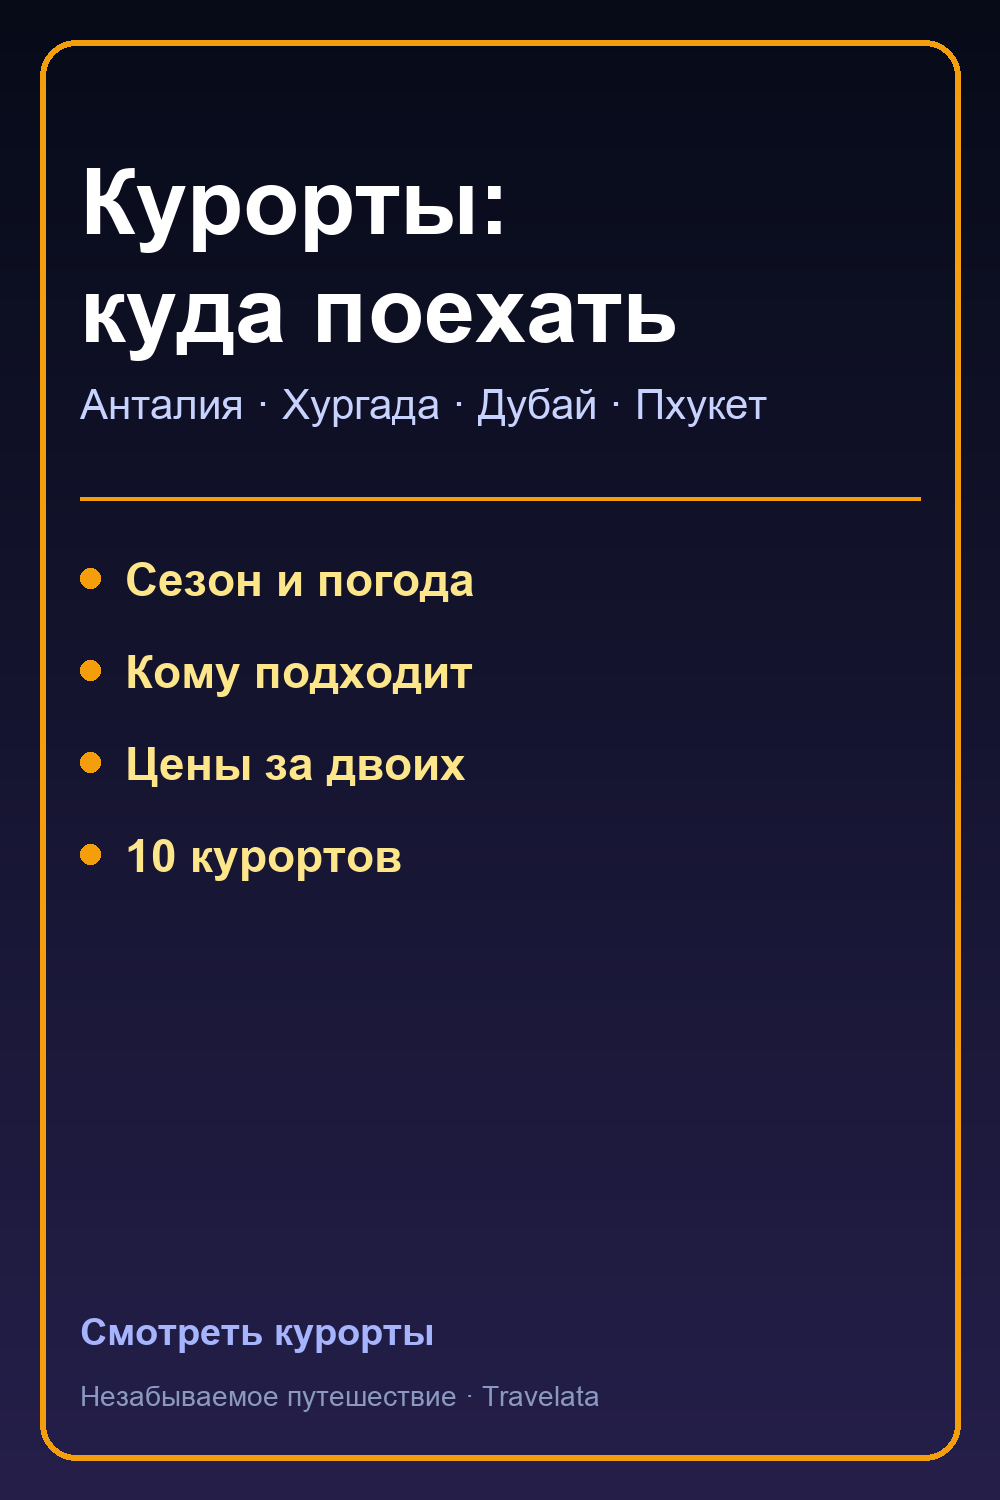 Курорты:
куда поехать
Анталия · Хургада · Дубай · Пхукет
Сезон и погода
Кому подходит
Цены за двоих
10 курортов
Смотреть курорты
Незабываемое путешествие · Travelata